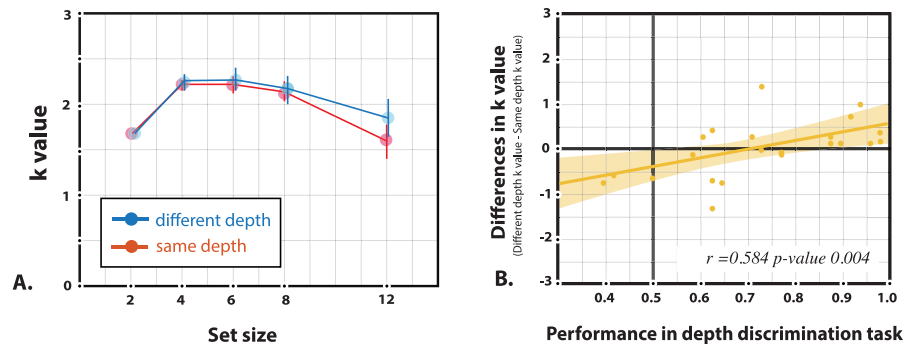 3
2
1
0
k value
different depth
same depth
A.
2 4 6 8 12
Set size
3
2
1
0
-1
-2
-3
Differences in k value
(Different depth k value - Same depth k value)
r =0.584 p-value 0.004
B.
0.4 0.5 0.6 0.7 0.8 0.9 1.0
Performance in depth discrimination task